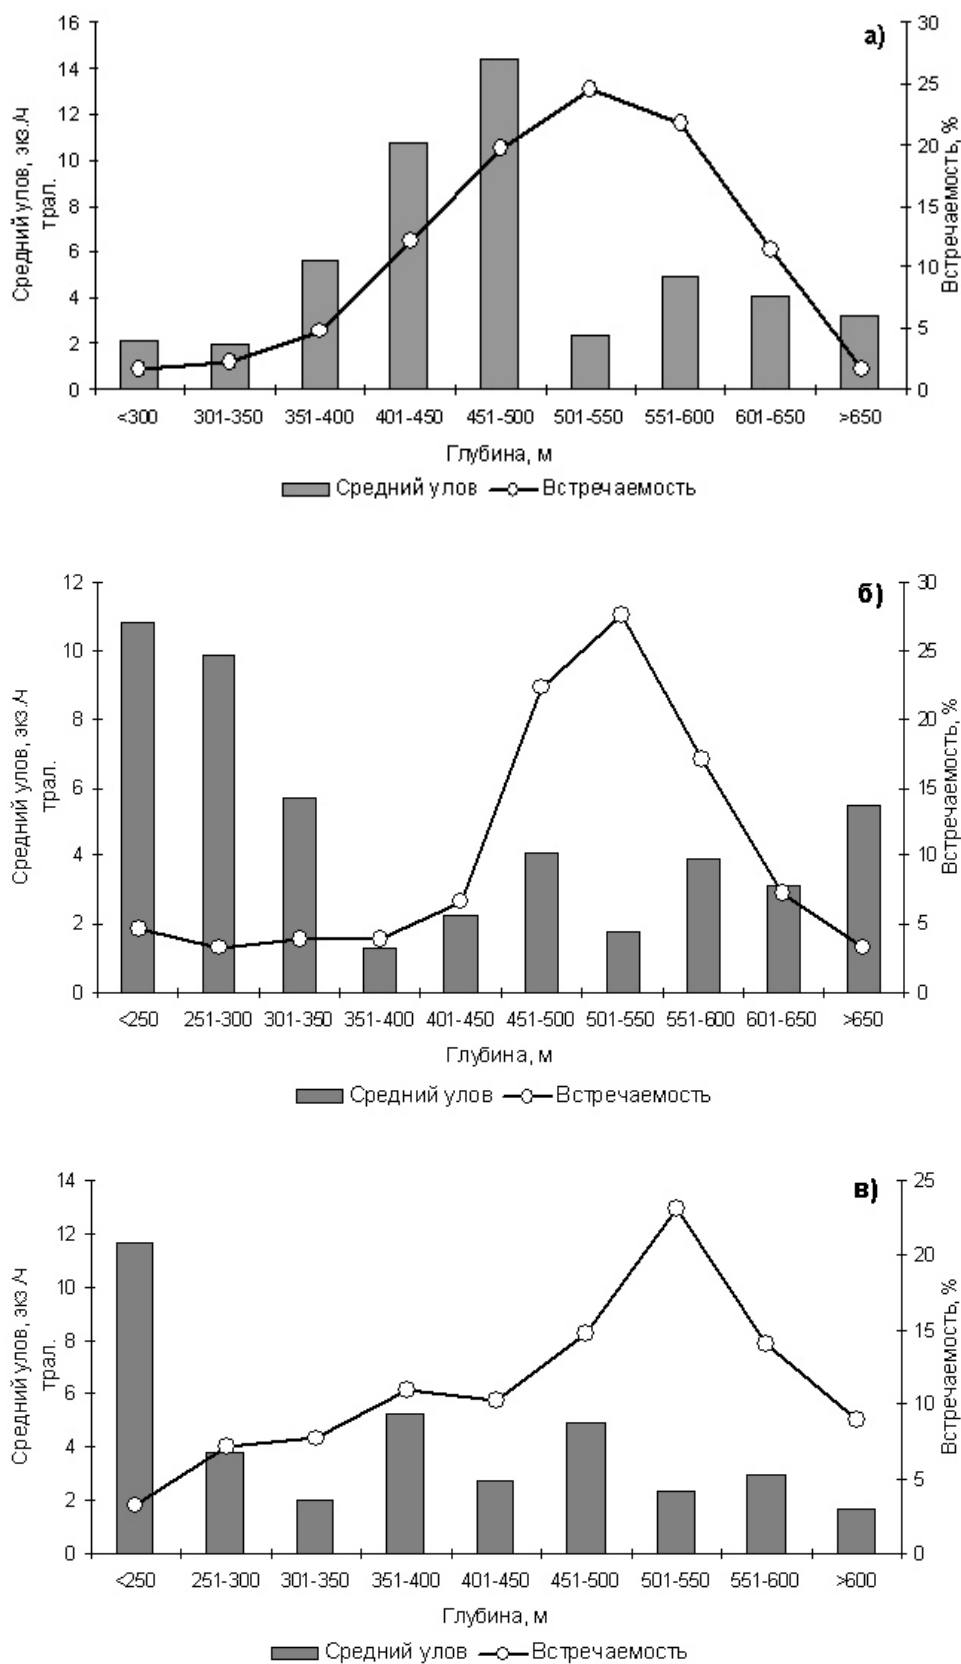 а)
16
14
12
10
8
6
4
2
0
Средний улов, экз./ч
трал.
30
25
20
15
10
5
0
Встречаемость, %
<300 301-350 351-400 401-450 451-500 501-550 551-600 601-650 >650
Глубина, м
Средний улов Встречаемость
б)
12
10
8
6
4
2
0
Средний улов, экз./ч
трал.
30
25
20
15
10
5
0
Встречаемость, %
<250 251-300 301-350 351-400 401-450 451-500 501-550 551-600 601-650 >650
Глубина, м
Средний улов Встречаемость
в)
14
12
10
8
6
4
2
0
Средний улов, экз./ч
трал.
25
20
15
10
5
0
Встречаемость, %
<250 251-300 301-350 351-400 401-450 451-500 501-550 551-600 >600
Глубина, м
Средний улов Встречаемость